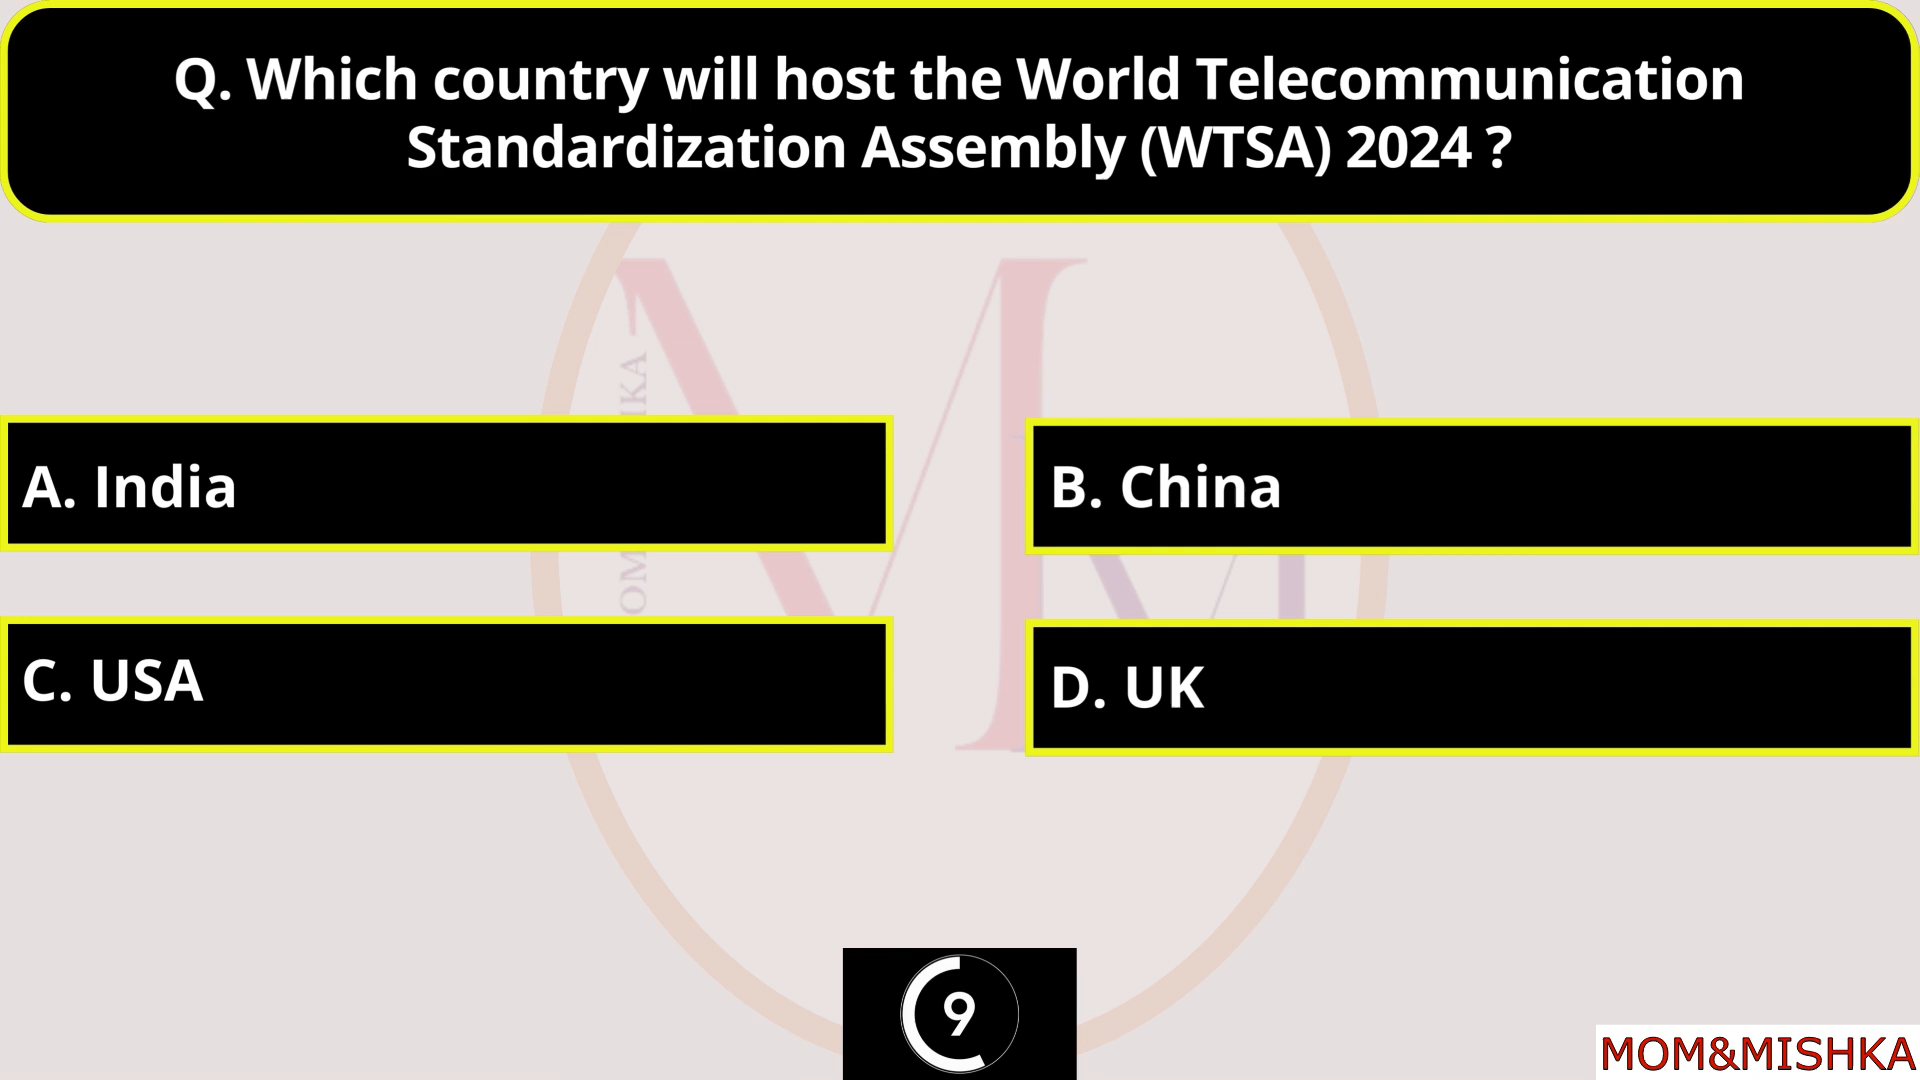 Q. Which country will host the World Telecommunication
Standardization Assembly (WTSA) 2024 ?
A. India
B. China
C. USA
D. UK
9
MOM&MISHKA